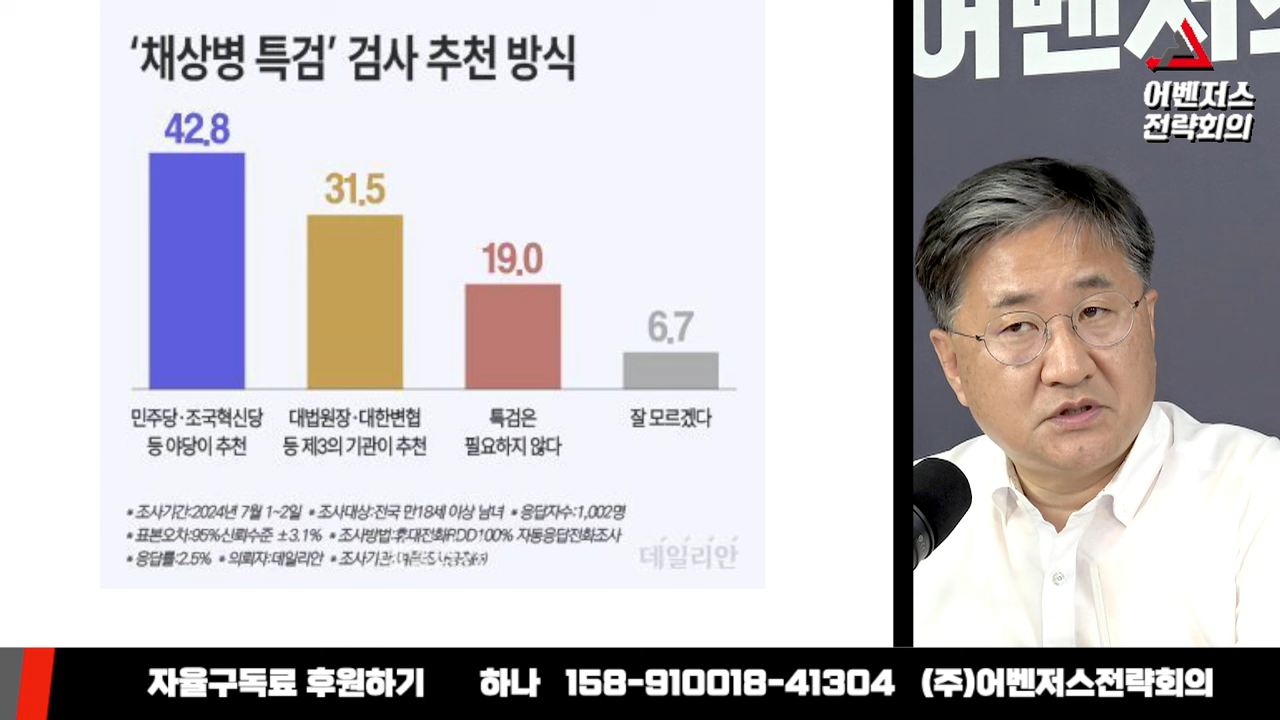 ‘채상병 특검’ 검사 추천 방식
42.8
31.5
19.0
6.7
민주당·조국혁신당
등 야당이 추천
대법원장·대한변협
등 제3의 기관이 추천
특검은
필요하지 않다
잘 모르겠다
• 조사기간:2024년 7월 1~2일 • 조사대상:전국 만18세 이상 남녀 • 응답자수:1,002명
• 표본오차:95%신뢰수준 ±3.1% • 조사방법:휴대전화RDD100% 자동응답전화조사
• 응답률:2.5% • 의뢰자:데일리안 • 조사기관:
데일리안
어벤저스
어벤저스
전략회의
자율구독료 후원하기 하나 158-910018-41304 (주)어벤저스전략회의